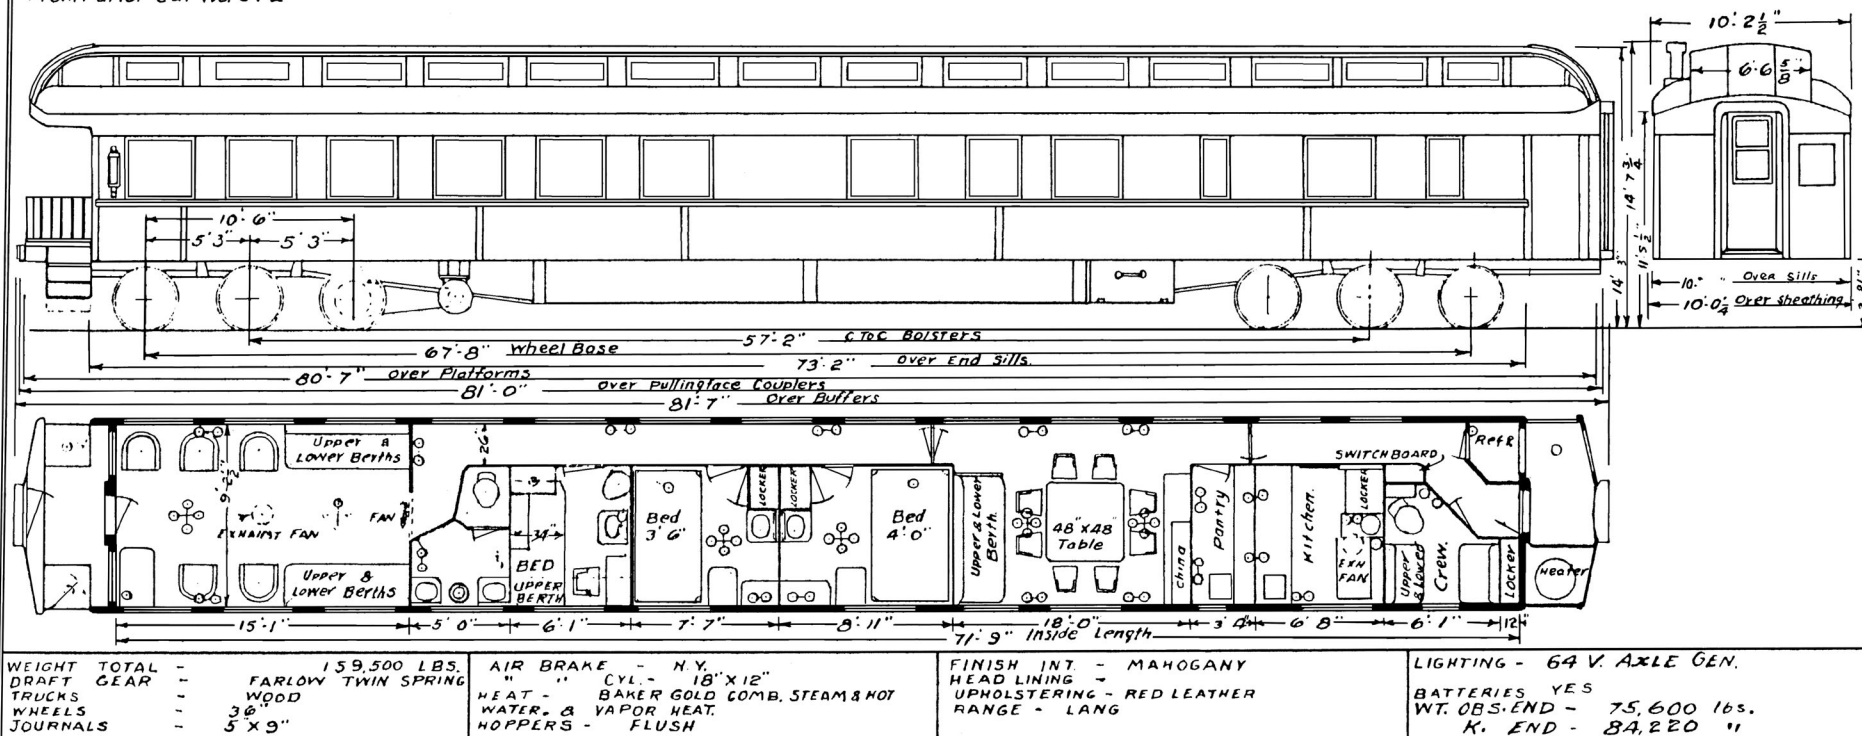 10'-2½"
6-6⅝"
10'-6"
5'3" 5'3"
14' 7¾"
11'5½"
14' 3"
10'- " Over Sills
10'-0¼" Over Sheathing
57'-2" C to C Bolsters
67'-8" Wheel Base
73'-2" Over End Sills.
80'-7" Over Platforms
81'-0" Over Pullingface Couplers
81'-7" Over Buffers
Upper & Lower Berths
26"
9'-2½"
EXHAUST FAN
FAN
Upper & Lower Berths
34"
BED
UPPER BERTH
Bed 3'6"
LOCKER
LOCKER
Bed 4'0"
Upper & Lower Berth.
48"x48" Table
China
Pantry
Kitchen.
LOCKER
EXH FAN
SWITCHBOARD
Ref R
Upper & Lower
Crew.
LOCKER
Heater
15'-1" 5'0" 6'1" 7'-7" 8'-11" 18'-0" 3'4" 6'8" 6'-1" 12"
71'-9" Inside Length
WEIGHT TOTAL - 159,500 LBS.
DRAFT GEAR - FARLOW TWIN SPRING
TRUCKS - WOOD
WHEELS - 36"
JOURNALS - 5"X9"
AIR BRAKE - N.Y.
" " CYL.- 18"X12"
HEAT - BAKER GOLD COMB. STEAM & HOT
WATER. & VAPOR HEAT.
HOPPERS - FLUSH
FINISH INT. - MAHOGANY
HEAD LINING -
UPHOLSTERING - RED LEATHER
RANGE - LANG
LIGHTING - 64 V. AXLE GEN.
BATTERIES YES
WT. OBS. END - 75,600 lbs.
K. END - 84,220 "